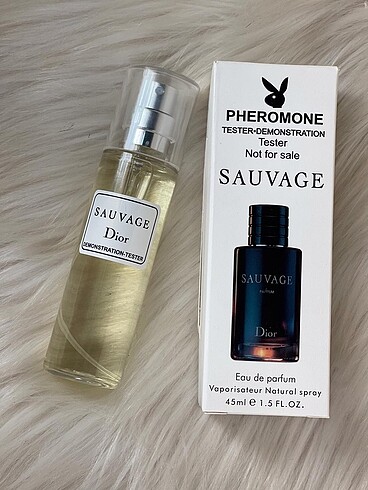 SAUVAGE
Dior
DEMONSTRATION-TESTER
PHEROMONE
TESTER-DEMONSTRATION
Tester
Not for sale
SAUVAGE
SAUVAGE
PARFUM
Dior
Eau de parfum
Vaporisateur Natural spray
45ml e 1.5 FL.OZ.